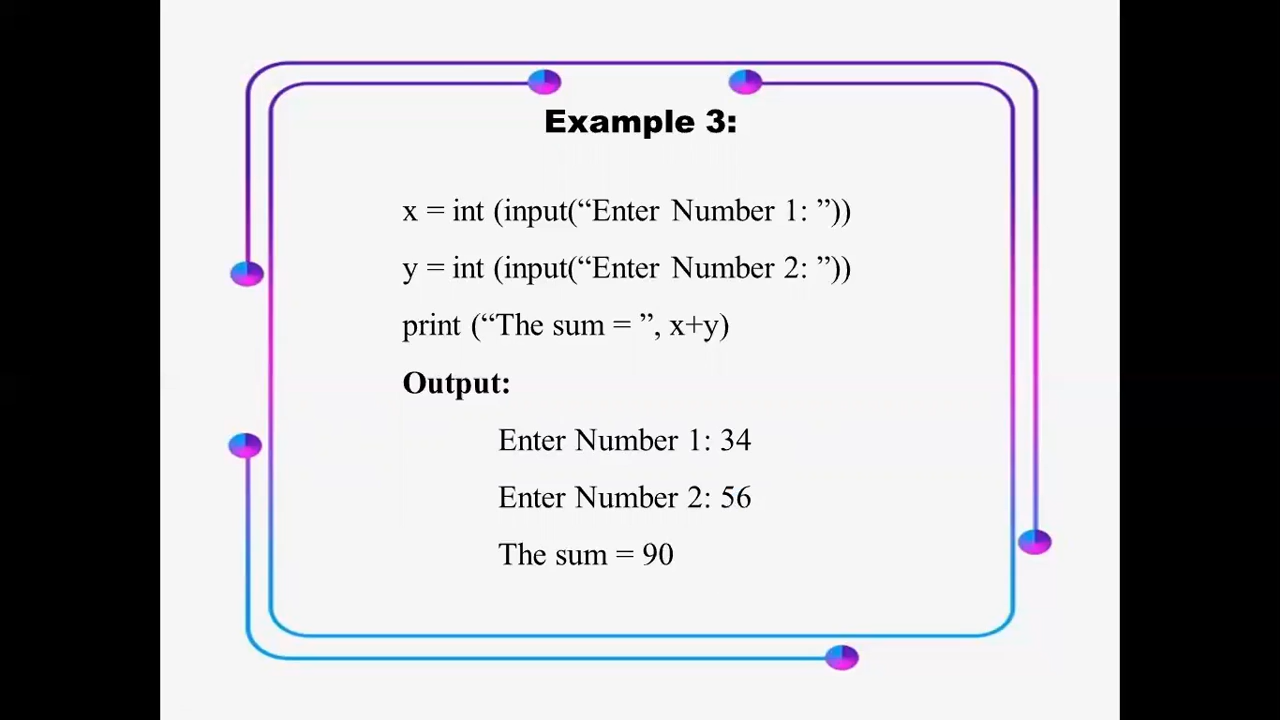 Example 3:
x = int (input(“Enter Number 1: ”))
y = int (input(“Enter Number 2: ”))
print (“The sum = ”, x+y)
Output:
Enter Number 1: 34
Enter Number 2: 56
The sum = 90